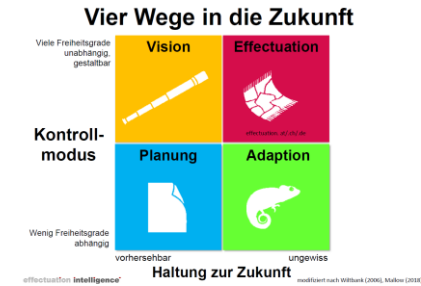 Vier Wege in die Zukunft
Viele Freiheitsgrade
unabhängig,
gestaltbar
Vision
Effectuation
Kontroll-
modus
Planung
Adaption
Wenig Freiheitsgrade
abhängig
vorhersehbar
ungewiss
Haltung zur Zukunft
effectuation intelligence
modifiziert nach Wiltbank (2006), Mallow (2018)